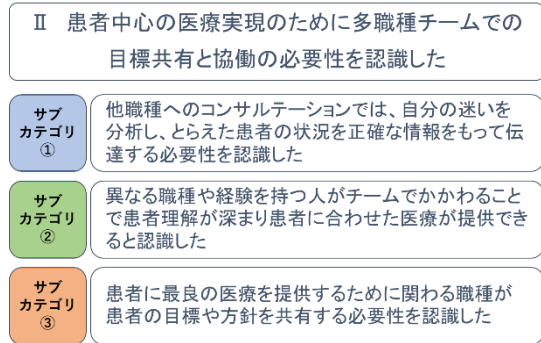 Ⅱ 患者中心の医療実現のために多職種チームでの
目標共有と協働の必要性を認識した
サブ
カテゴリ
①
他職種へのコンサルテーションでは、自分の迷いを
分析し、とらえた患者の状況を正確な情報をもって伝
達する必要性を認識した
サブ
カテゴリ
②
異なる職種や経験を持つ人がチームでかかわること
で患者理解が深まり患者に合わせた医療が提供でき
ると認識した
サブ
カテゴリ
③
患者に最良の医療を提供するために関わる職種が
患者の目標や方針を共有する必要性を認識した